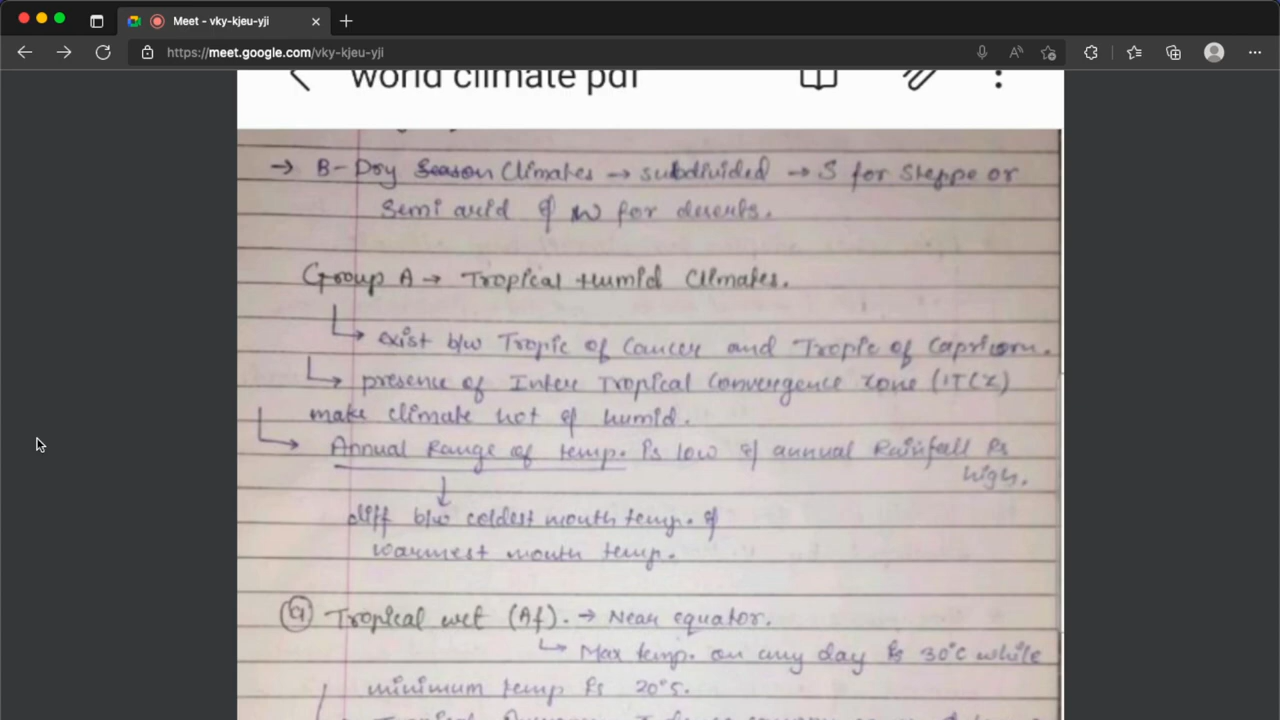 Meet - vky-kjeu-yji
https://meet.google.com/vky-kjeu-yji
world climate pdf
→ B- Dry Season Climates → subdivided → S for Steppe or
Semi arid & W for deserts.
Group A → Tropical Humid Climates.
exist b/w Tropic of Cancer and Tropic of Capricorn.
presence of Inter Tropical Convergence zone (ITCZ)
make climate hot & humid.
Annual Range of temp. is low & annual Rainfall is
high.
diff b/w coldest month temp. &
warmest month temp.
(a) Tropical wet (Af). → Near equator.
Max temp. on any day is 30°C while
minimum temp is 20°